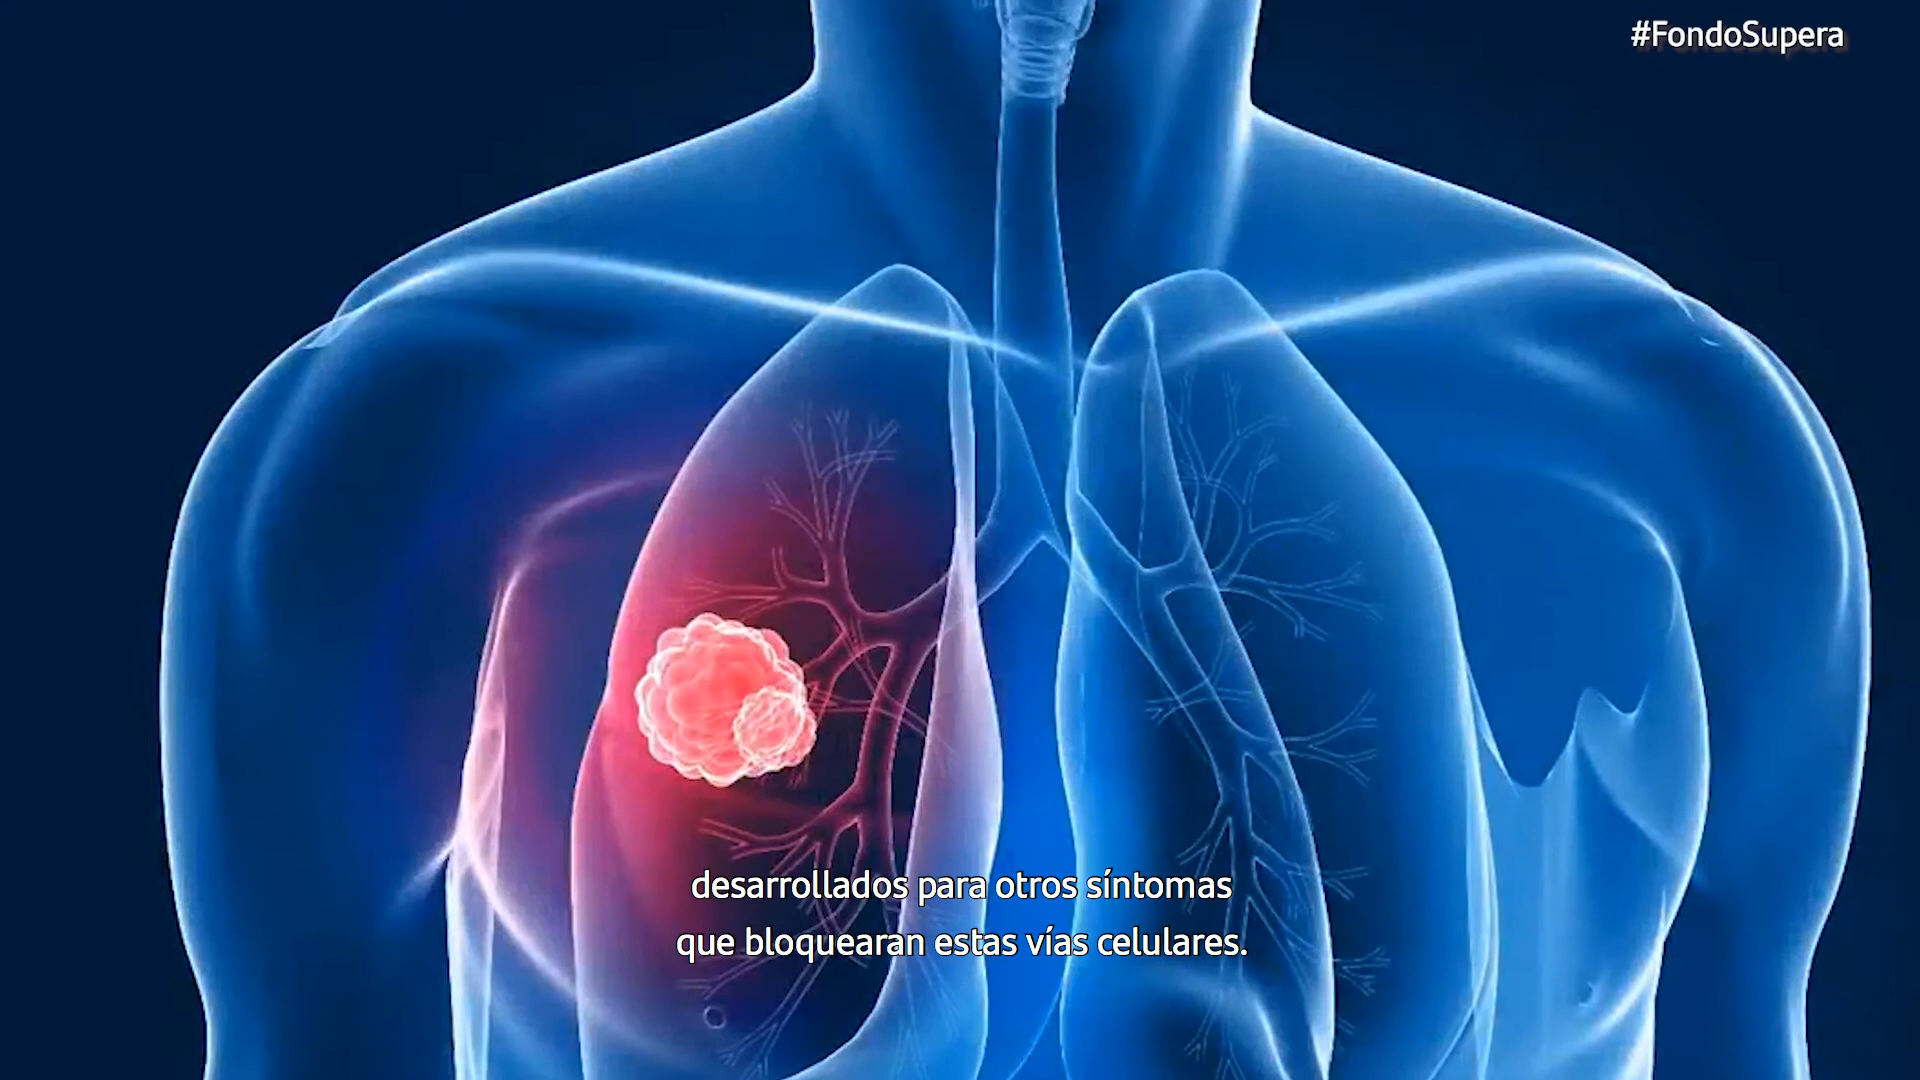 #FondoSupera
desarrollados para otros síntomas
que bloquearan estas vías celulares.